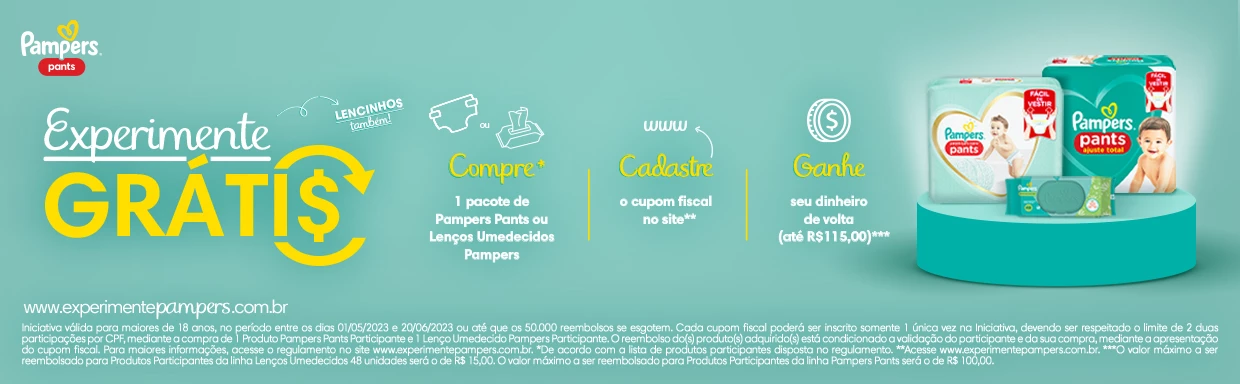 Pampers
pants
Experimente
GRÁTI$
LENCINHOS
também!
ou
Compre*
1 pacote de
Pampers Pants ou
Lenços Umedecidos
Pampers
www
Cadastre
o cupom fiscal
no site**
$
Ganhe
seu dinheiro
de volta
(até R$115,00)***
FÁCIL
DE
VESTIR
Pampers
pants
FÁCIL
DE
VESTIR
Pampers
pants
ajuste total
Pampers
www.experimentepampers.com.br
Iniciativa válida para maiores de 18 anos, no período entre os dias 01/05/2023 e 20/06/2023 ou até que os 50.000 reembolsos se esgotem. Cada cupom fiscal poderá ser inscrito somente 1 única vez na Iniciativa, devendo ser respeitado o limite de 2 duas
participações por CPF, mediante a compra de 1 Produto Pampers Pants Participante e 1 Lenço Umedecido Pampers Participante. O reembolso do(s) produto(s) adquirido(s) está condicionado a validação do participante e da sua compra, mediante a apresentação
do cupom fiscal. Para maiores informações, acesse o regulamento no site www.experimentepampers.com.br. *De acordo com a lista de produtos participantes disposta no regulamento. **Acesse www.experimentepampers.com.br. ***O valor máximo a ser
reembolsado para Produtos Participantes da linha Lenços Umedecidos 48 unidades será o de R$ 15,00. O valor máximo a ser reembolsado para Produtos Participantes da linha Pampers Pants será o de R$ 100,00.